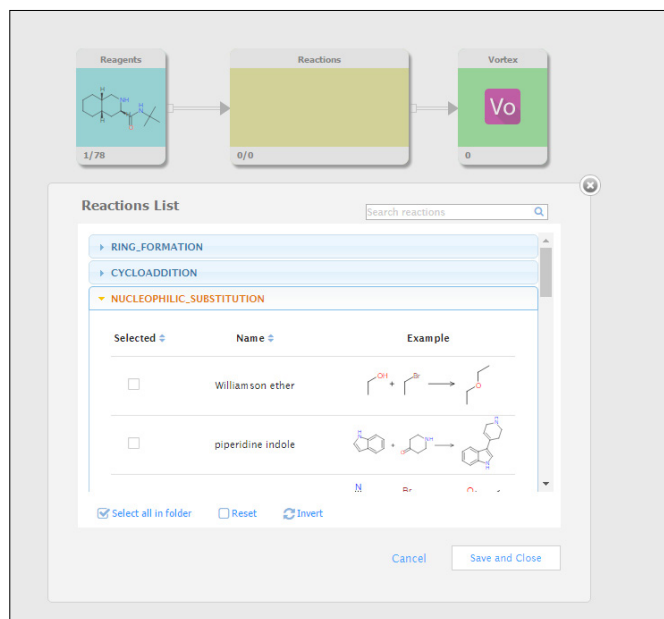 Reagents Reactions Vortex
NH
H
N
H
H
O
Vo
1/78 0/0 0
Reactions List
Search reactions
RING_FORMATION
CYCLOADDITION
NUCLEOPHILIC_SUBSTITUTION
Selected Name Example
Williamson ether OH + Br O
piperidine indole + NH O
N Br O
Select all in folder Reset Invert
Cancel Save and Close